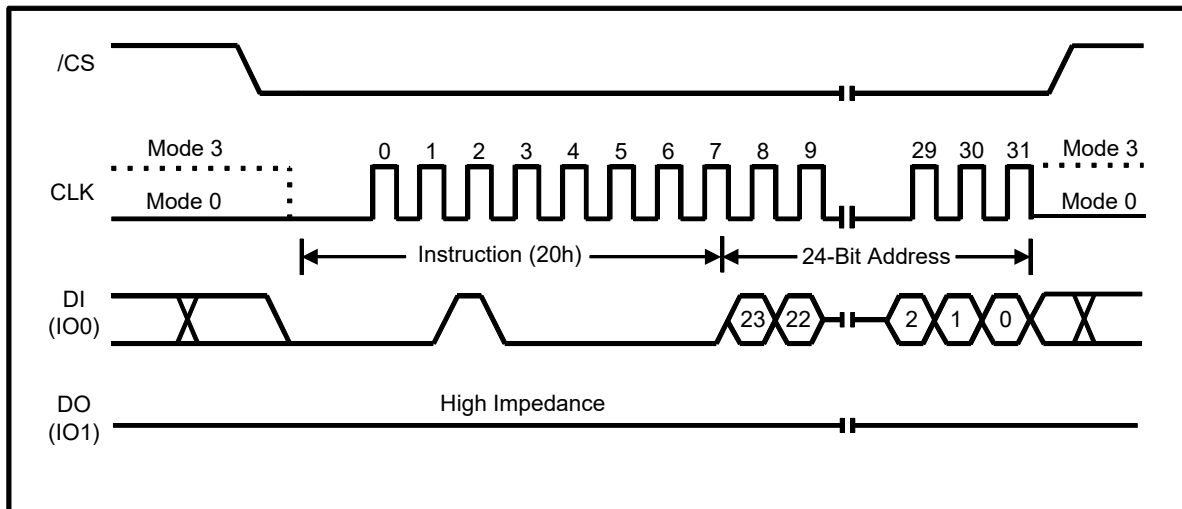 /CS
Mode 3
CLK
Mode 0
0 1 2 3 4 5 6 7 8 9 29 30 31
Mode 3
Mode 0
Instruction (20h)
24-Bit Address
DI
(IO0)
23 22 2 1 0
DO
(IO1)
High Impedance